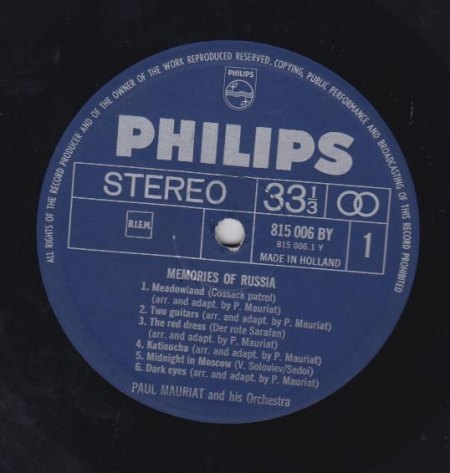 ALL RIGHTS OF THE RECORD PRODUCER AND OF THE OWNER OF THE WORK REPRODUCED RESERVED, COPYING, PUBLIC PERFORMANCE AND BROADCASTING OF THIS RECORD PROHIBITED
PHILIPS
PHILIPS
STEREO 33 1/3
B.I.E.M. 815 006 BY 1
815 006.1 Y
MADE IN HOLLAND
MEMORIES OF RUSSIA
1. Meadowland (Cossack patrol)
(arr. and adapt. by P. Mauriat)
2. Two guitars (arr. and adapt. by P. Mauriat)
3. The red dress (Der rote Sarafan)
(arr. and adapt. by P. Mauriat)
4. Katioucha (arr. and adapt. by P. Mauriat)
5. Midnight in Moscow (V. Soloviev/Sedoi)
6. Dark eyes (arr. and adapt. by P. Mauriat)
PAUL MAURIAT and his Orchestra